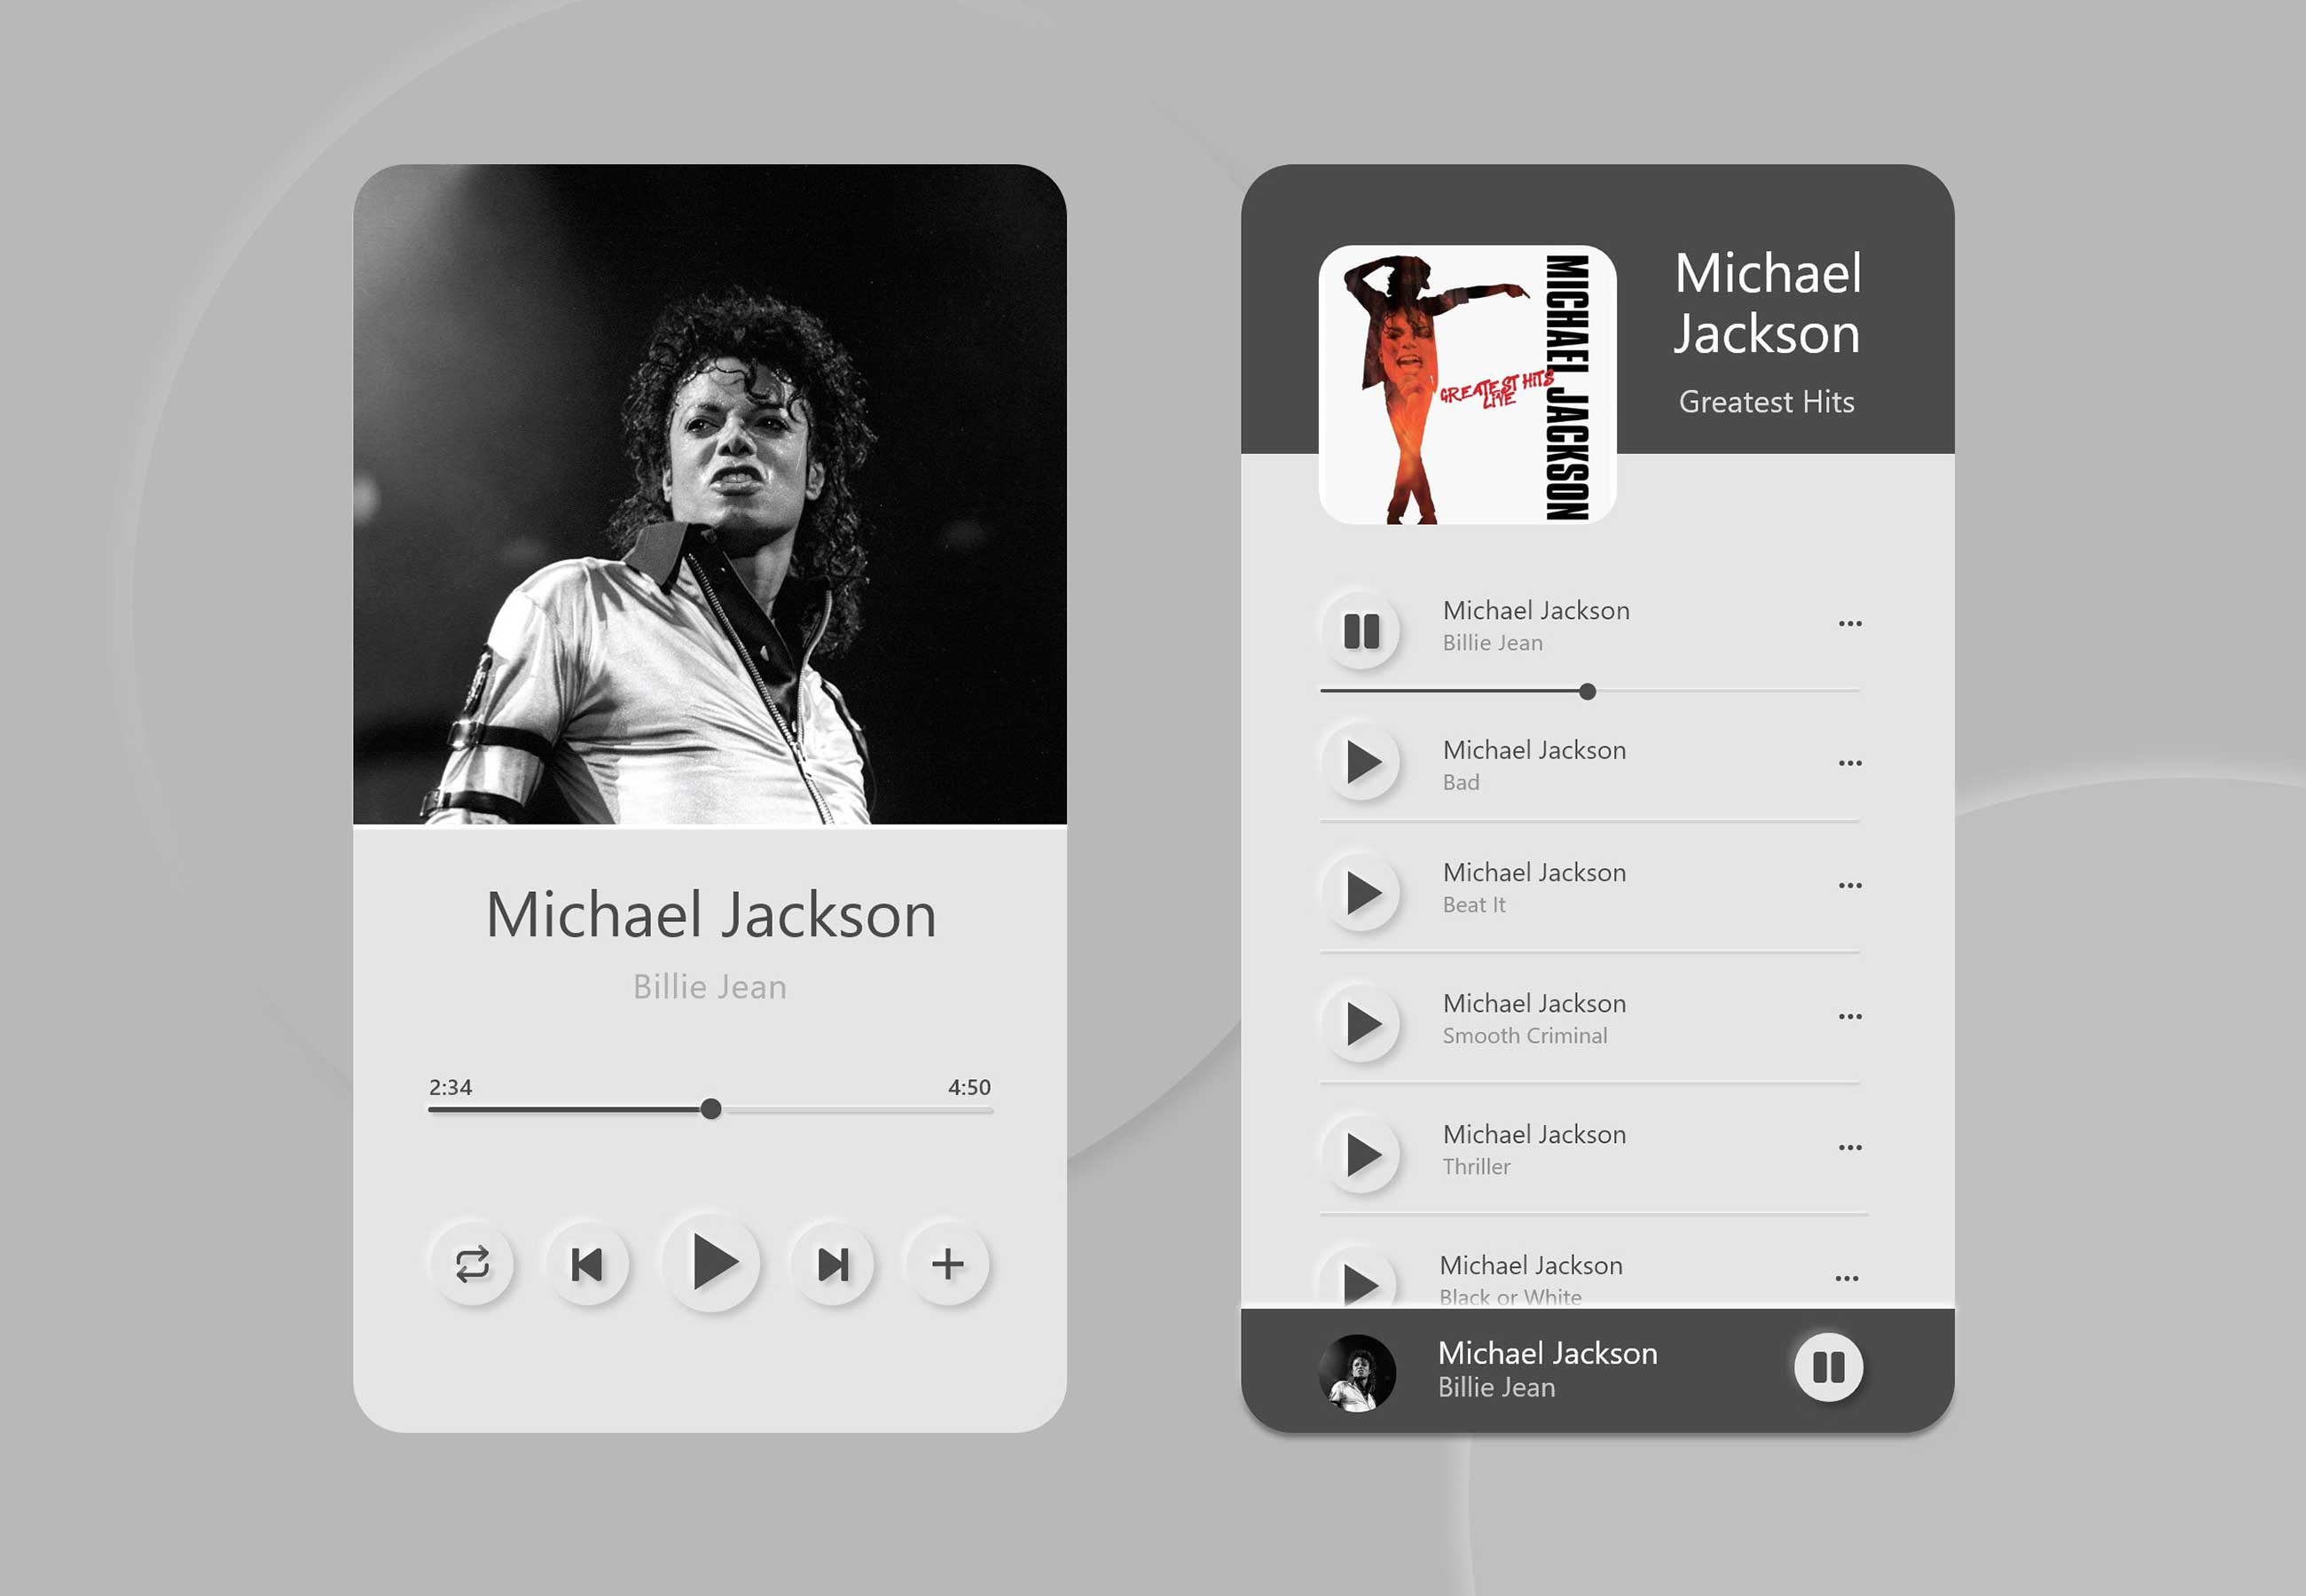 Michael Jackson
Billie Jean
2:34
4:50
MICHAEL JACKSON
GREATEST HITS
LIVE
Michael
Jackson
Greatest Hits
Michael Jackson
Billie Jean
Michael Jackson
Bad
Michael Jackson
Beat It
Michael Jackson
Smooth Criminal
Michael Jackson
Thriller
Michael Jackson
Black or White
Michael Jackson
Billie Jean